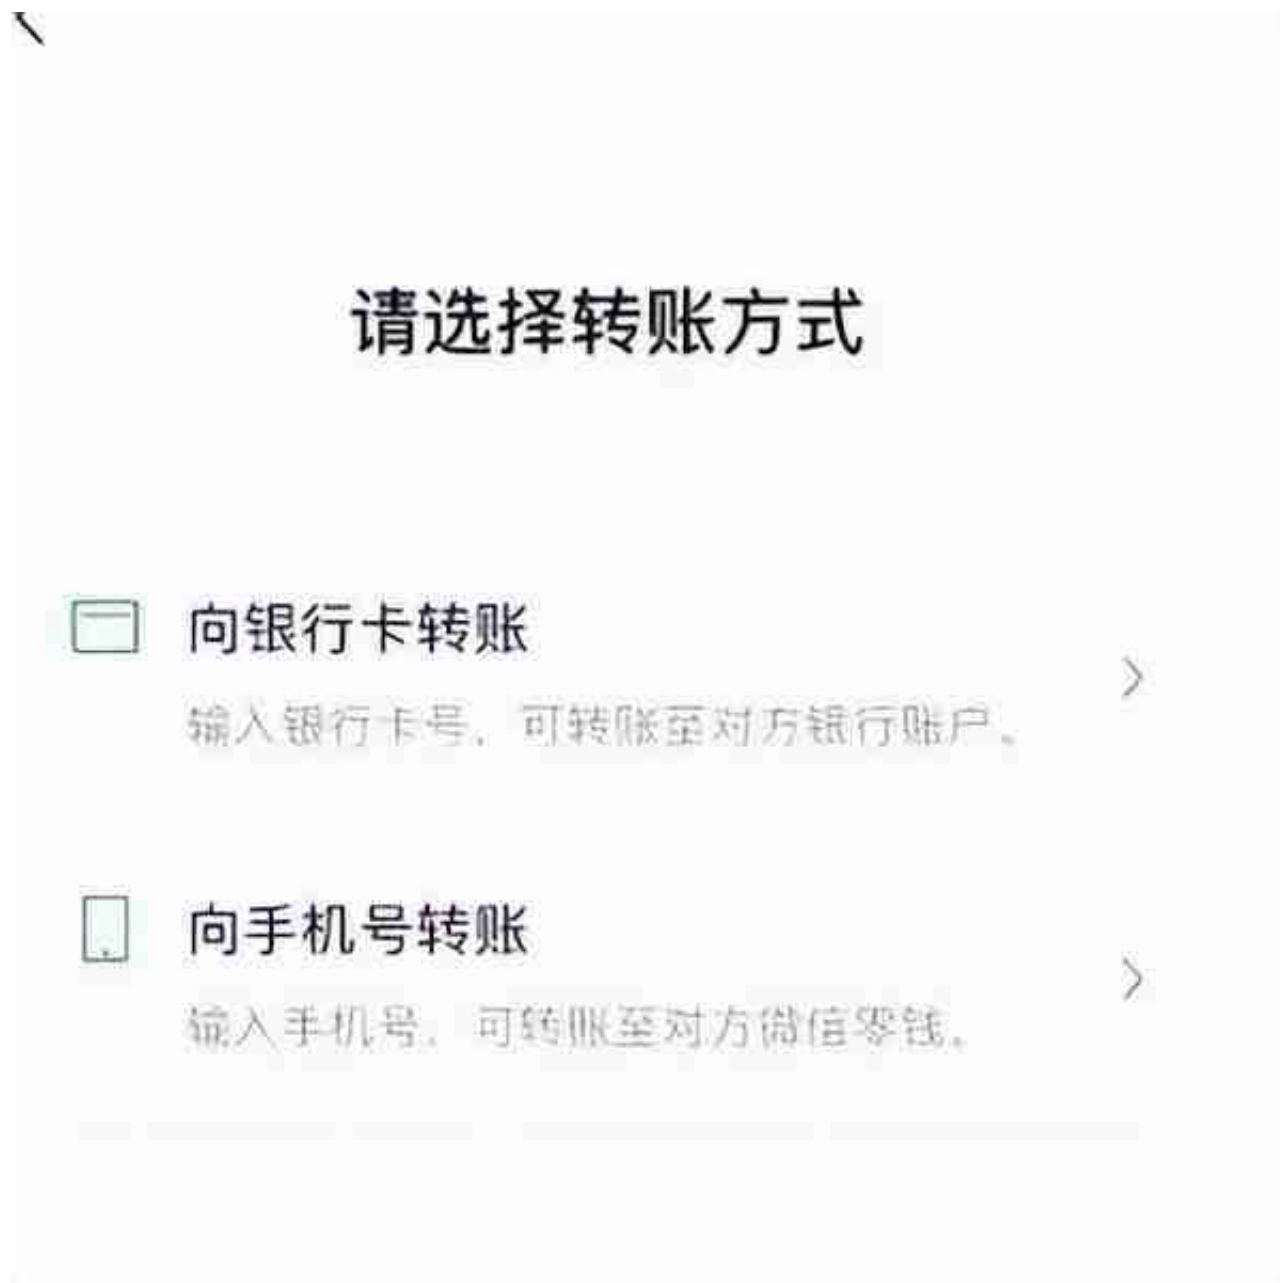 请选择转账方式
向银行卡转账
输入银行卡号，可转账至对方银行账户。
向手机号转账
输入手机号，可转账至对方微信零钱。